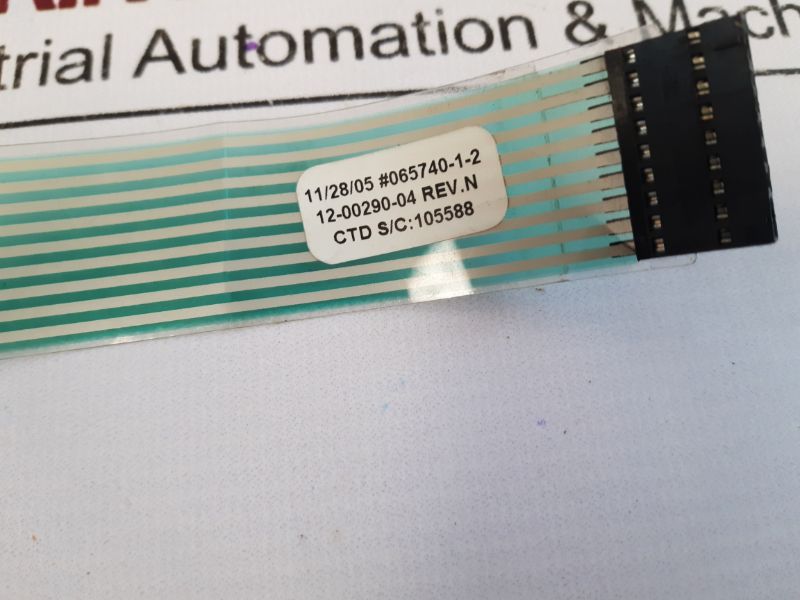 trial Automation & Mach
11/28/05 #065740-1-2
12-00290-04 REV.N
CTD S/C:105588